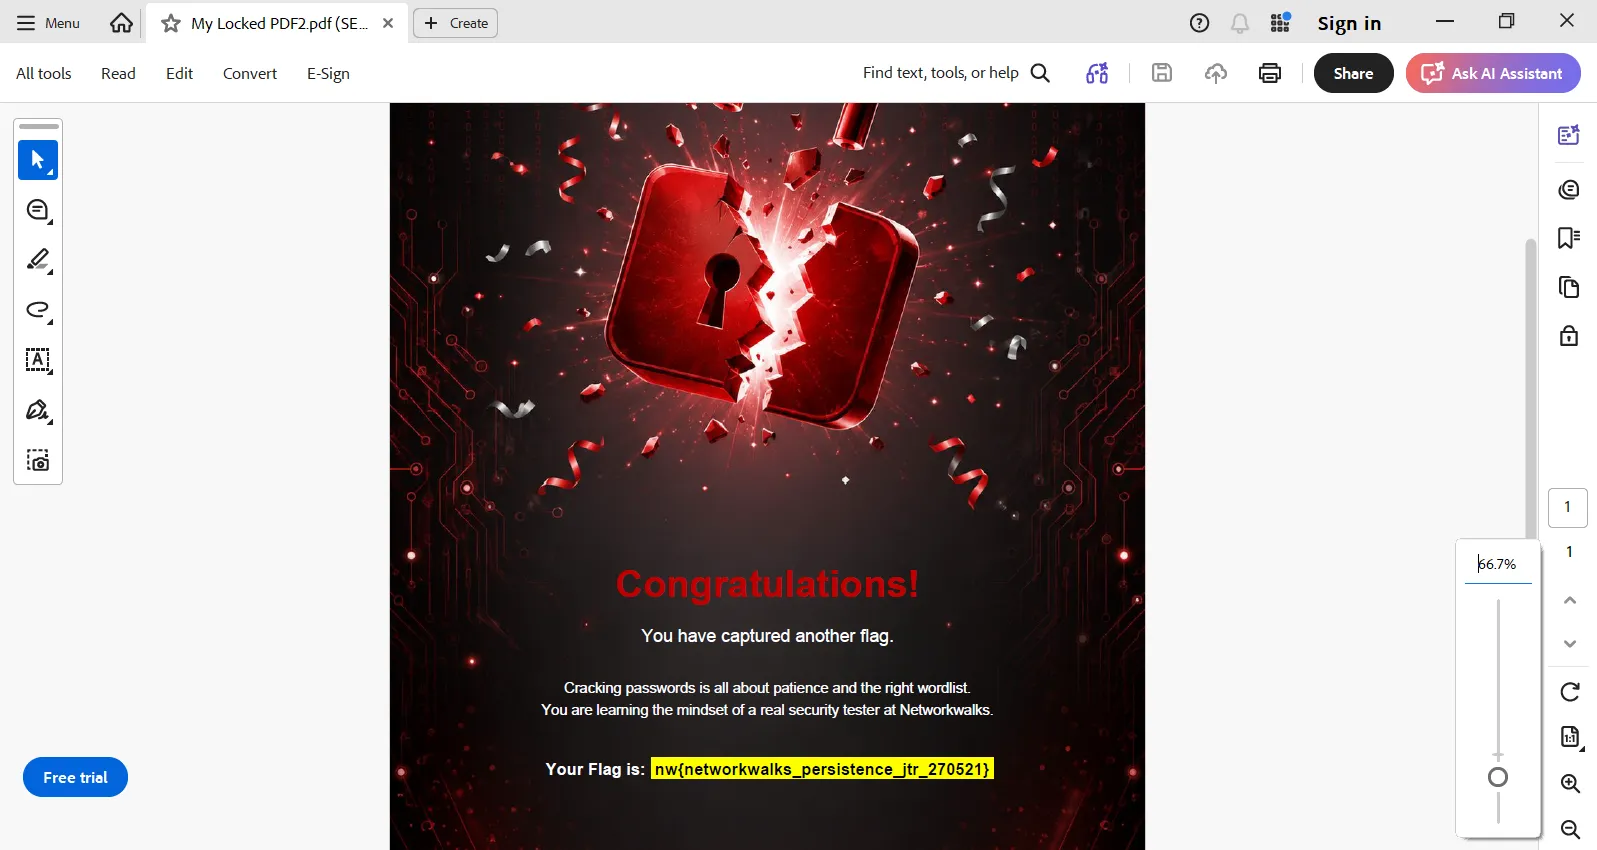 Menu
My Locked PDF2.pdf (SE...
Create
Sign in
All tools
Read
Edit
Convert
E-Sign
Find text, tools, or help
Share
Ask AI Assistant
Congratulations!
You have captured another flag.
Cracking passwords is all about patience and the right wordlist.
You are learning the mindset of a real security tester at Networkwalks.
Your Flag is: nw{networkwalks_persistence_jtr_270521}
Free trial
1
66.7%
1